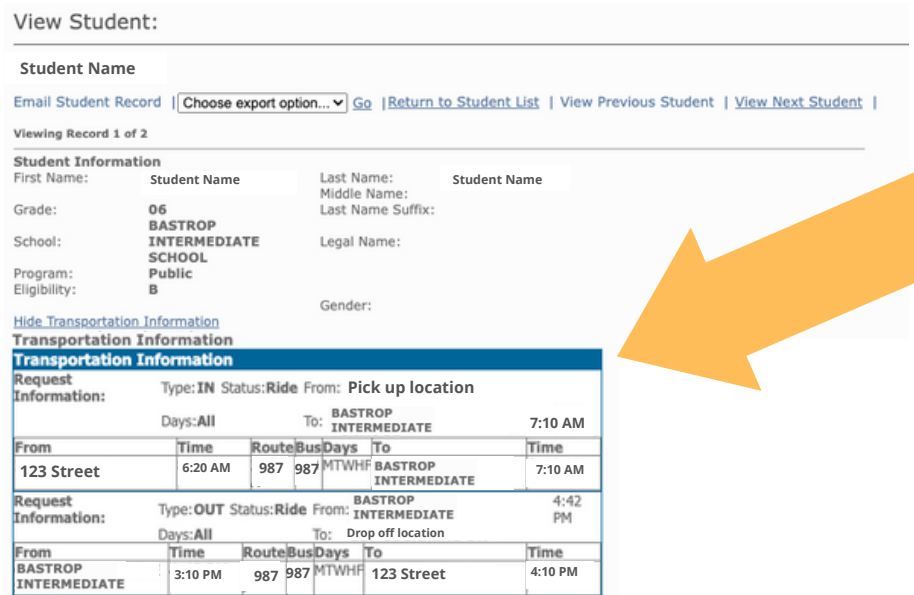 View Student:
Student Name
Email Student Record | Choose export option... Go | Return to Student List | View Previous Student | View Next Student |
Viewing Record 1 of 2
Student Information
First Name: Student Name Last Name: Student Name
Middle Name:
Grade: 06 Last Name Suffix:
School: BASTROP INTERMEDIATE SCHOOL Legal Name:
Program: Public
Eligibility: B
Gender:
Hide Transportation Information
Transportation Information
Transportation Information
Request Information: Type:IN Status:Ride From: Pick up location
Days:All To: BASTROP INTERMEDIATE 7:10 AM
From Time Route Bus Days To Time
123 Street 6:20 AM 987 987 MTWHF BASTROP INTERMEDIATE 7:10 AM
Request Information: Type:OUT Status:Ride From: BASTROP INTERMEDIATE 4:42 PM
Days:All To: Drop off location
From Time Route Bus Days To Time
BASTROP INTERMEDIATE 3:10 PM 987 987 MTWHF 123 Street 4:10 PM